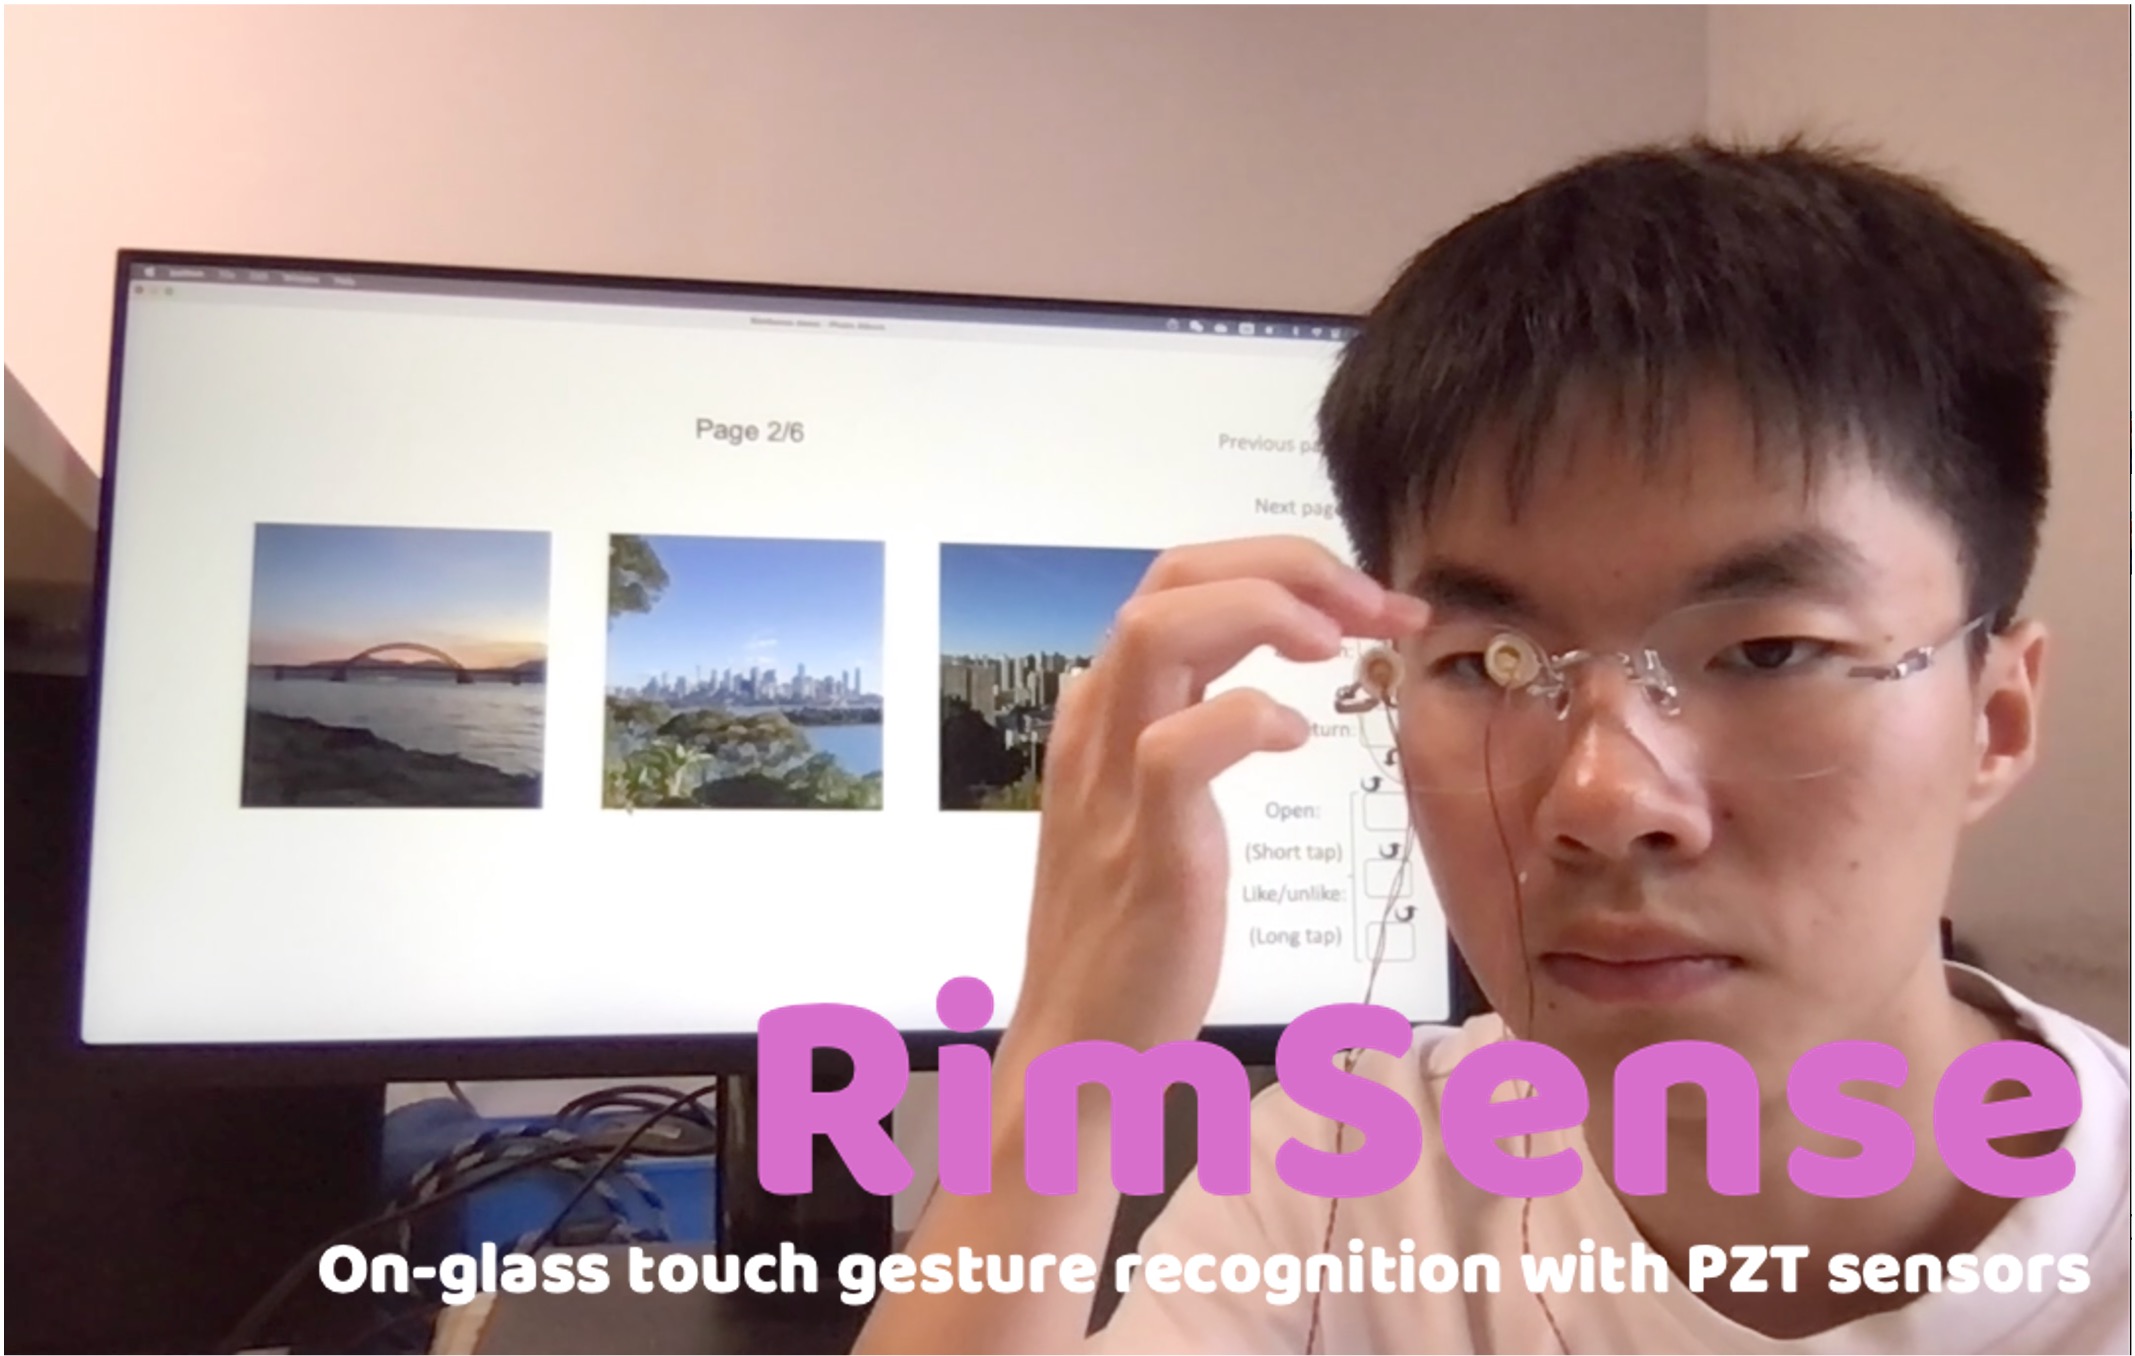 Page 2/6
Previous pa
Next page
eturn:
Open:
(Short tap)
Like/unlike:
(Long tap)
RimSense
On-glass touch gesture recognition with PZT sensors